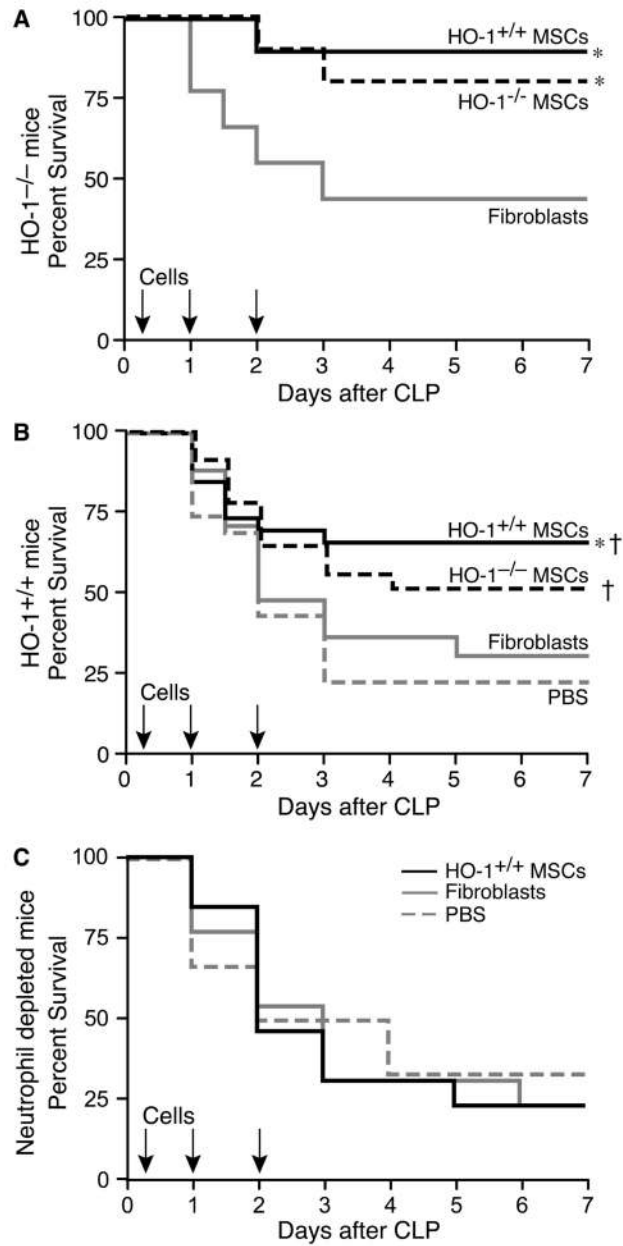 A
HO-1−/− mice
Percent Survival
100
75
50
25
0
HO-1+/+ MSCs
*
*
HO-1-/- MSCs
Fibroblasts
Cells
0 1 2 3 4 5 6 7
Days after CLP
B
HO-1+/+ mice
Percent Survival
100
75
50
25
0
HO-1+/+ MSCs
*†
HO-1−/− MSCs
†
Fibroblasts
PBS
Cells
0 1 2 3 4 5 6 7
Days after CLP
C
Neutrophil depleted mice
Percent Survival
100
75
50
25
0
HO-1+/+ MSCs
Fibroblasts
PBS
Cells
0 1 2 3 4 5 6 7
Days after CLP